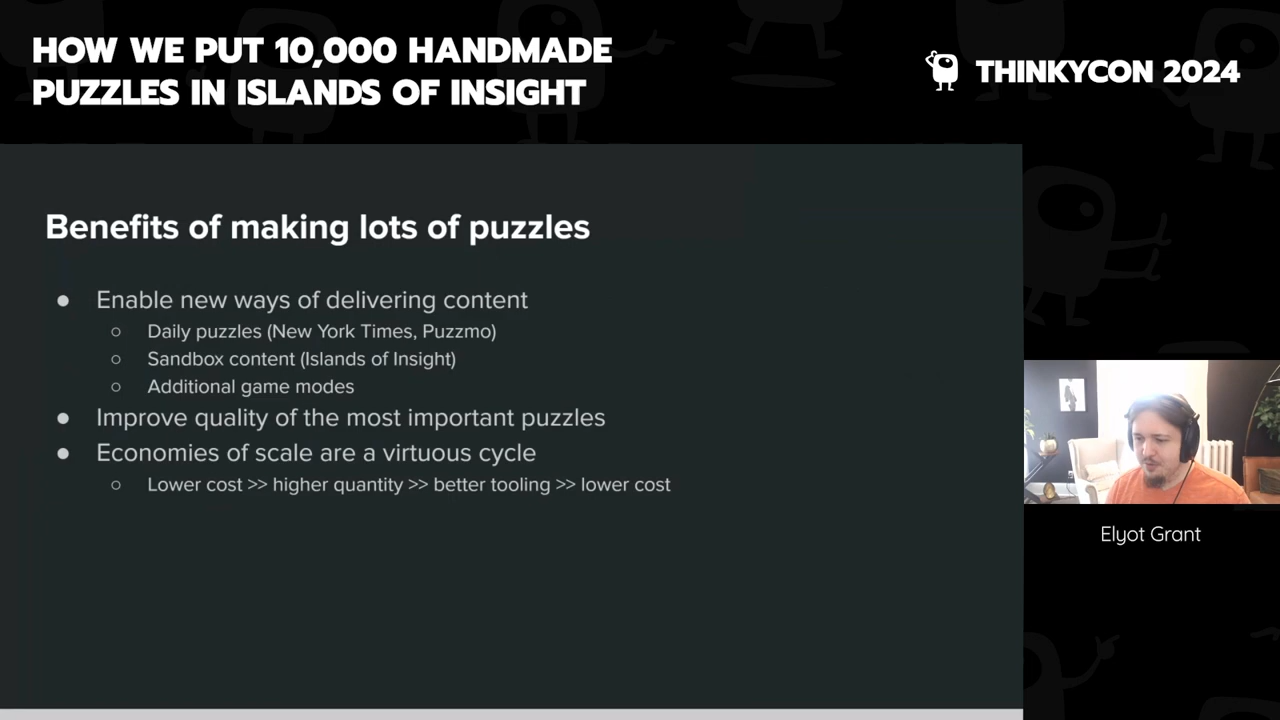 HOW WE PUT 10,000 HANDMADE
PUZZLES IN ISLANDS OF INSIGHT
THINKYCON 2024
Benefits of making lots of puzzles
● Enable new ways of delivering content
○ Daily puzzles (New York Times, Puzzmo)
○ Sandbox content (Islands of Insight)
○ Additional game modes
● Improve quality of the most important puzzles
● Economies of scale are a virtuous cycle
○ Lower cost >> higher quantity >> better tooling >> lower cost
Elyot Grant